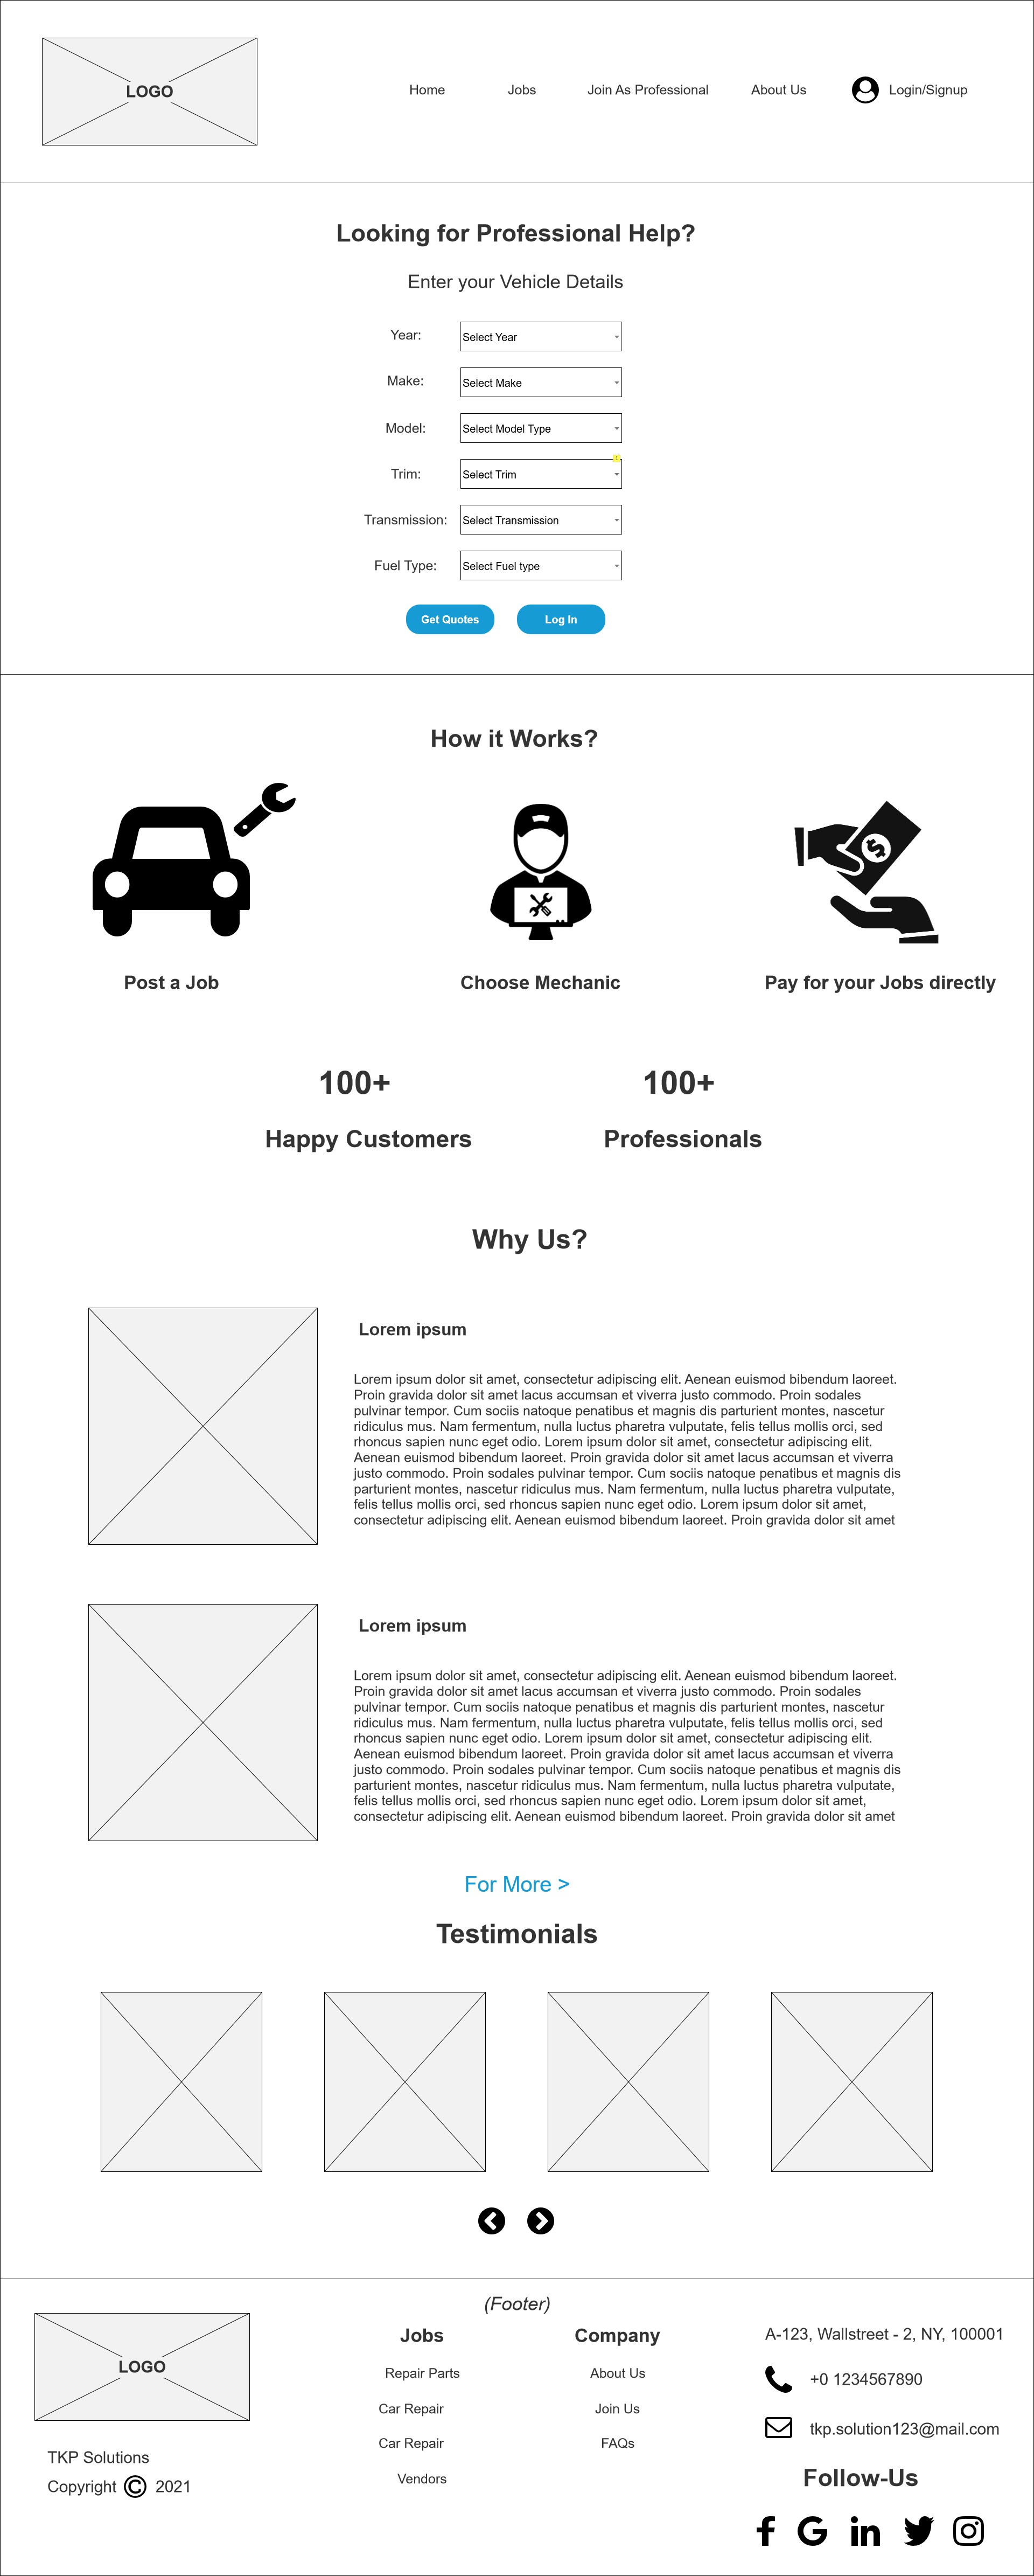 LOGO
Home
Jobs
Join As Professional
About Us
Login/Signup
Looking for Professional Help?
Enter your Vehicle Details
Year:
Select Year
Make:
Select Make
Model:
Select Model Type
Trim:
Select Trim
Transmission:
Select Transmission
Fuel Type:
Select Fuel type
Get Quotes
Log In
How it Works?
$
Post a Job
Choose Mechanic
Pay for your Jobs directly
100+
100+
Happy Customers
Professionals
Why Us?
Lorem ipsum
Lorem ipsum dolor sit amet, consectetur adipiscing elit. Aenean euismod bibendum laoreet.
Proin gravida dolor sit amet lacus accumsan et viverra justo commodo. Proin sodales
pulvinar tempor. Cum sociis natoque penatibus et magnis dis parturient montes, nascetur
ridiculus mus. Nam fermentum, nulla luctus pharetra vulputate, felis tellus mollis orci, sed
rhoncus sapien nunc eget odio. Lorem ipsum dolor sit amet, consectetur adipiscing elit.
Aenean euismod bibendum laoreet. Proin gravida dolor sit amet lacus accumsan et viverra
justo commodo. Proin sodales pulvinar tempor. Cum sociis natoque penatibus et magnis dis
parturient montes, nascetur ridiculus mus. Nam fermentum, nulla luctus pharetra vulputate,
felis tellus mollis orci, sed rhoncus sapien nunc eget odio. Lorem ipsum dolor sit amet,
consectetur adipiscing elit. Aenean euismod bibendum laoreet. Proin gravida dolor sit amet
Lorem ipsum
Lorem ipsum dolor sit amet, consectetur adipiscing elit. Aenean euismod bibendum laoreet.
Proin gravida dolor sit amet lacus accumsan et viverra justo commodo. Proin sodales
pulvinar tempor. Cum sociis natoque penatibus et magnis dis parturient montes, nascetur
ridiculus mus. Nam fermentum, nulla luctus pharetra vulputate, felis tellus mollis orci, sed
rhoncus sapien nunc eget odio. Lorem ipsum dolor sit amet, consectetur adipiscing elit.
Aenean euismod bibendum laoreet. Proin gravida dolor sit amet lacus accumsan et viverra
justo commodo. Proin sodales pulvinar tempor. Cum sociis natoque penatibus et magnis dis
parturient montes, nascetur ridiculus mus. Nam fermentum, nulla luctus pharetra vulputate,
felis tellus mollis orci, sed rhoncus sapien nunc eget odio. Lorem ipsum dolor sit amet,
consectetur adipiscing elit. Aenean euismod bibendum laoreet. Proin gravida dolor sit amet
For More >
Testimonials
(Footer)
LOGO
TKP Solutions
Copyright © 2021
Jobs
Repair Parts
Car Repair
Car Repair
Vendors
Company
About Us
Join Us
FAQs
A-123, Wallstreet - 2, NY, 100001
+0 1234567890
tkp.solution123@mail.com
Follow-Us